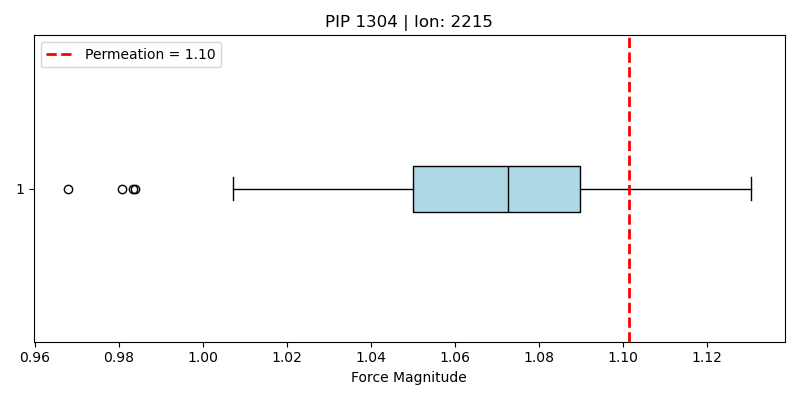 PIP 1304 | Ion: 2215
Permeation = 1.10
1
0.96 0.98 1.00 1.02 1.04 1.06 1.08 1.10 1.12
Force Magnitude